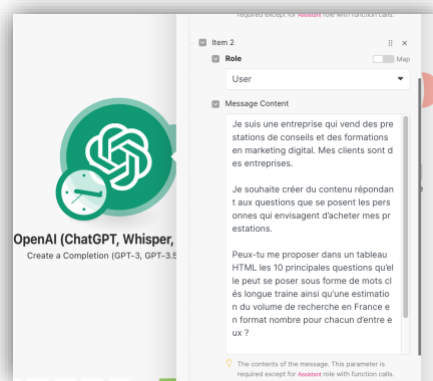 required except for Assistant role with function calls.
Item 2
Role
Map
User
Message Content
Je suis une entreprise qui vend des pre
stations de conseils et des formations
en marketing digital. Mes clients sont d
es entreprises.
Je souhaite créer du contenu répondan
t aux questions que se posent les pers
onnes qui envisagent d'acheter mes pr
estations.
Peux-tu me proposer dans un tableau
HTML les 10 principales questions qu'el
le peut se poser sous forme de mots cl
és longue traine ainsi qu'une estimatio
n du volume de recherche en France e
n format nombre pour chacun d'entre e
ux ?
The contents of the message. This parameter is
required except for Assistant role with function calls.
OpenAI (ChatGPT, Whisper,
Create a Completion (GPT-3, GPT-3.5